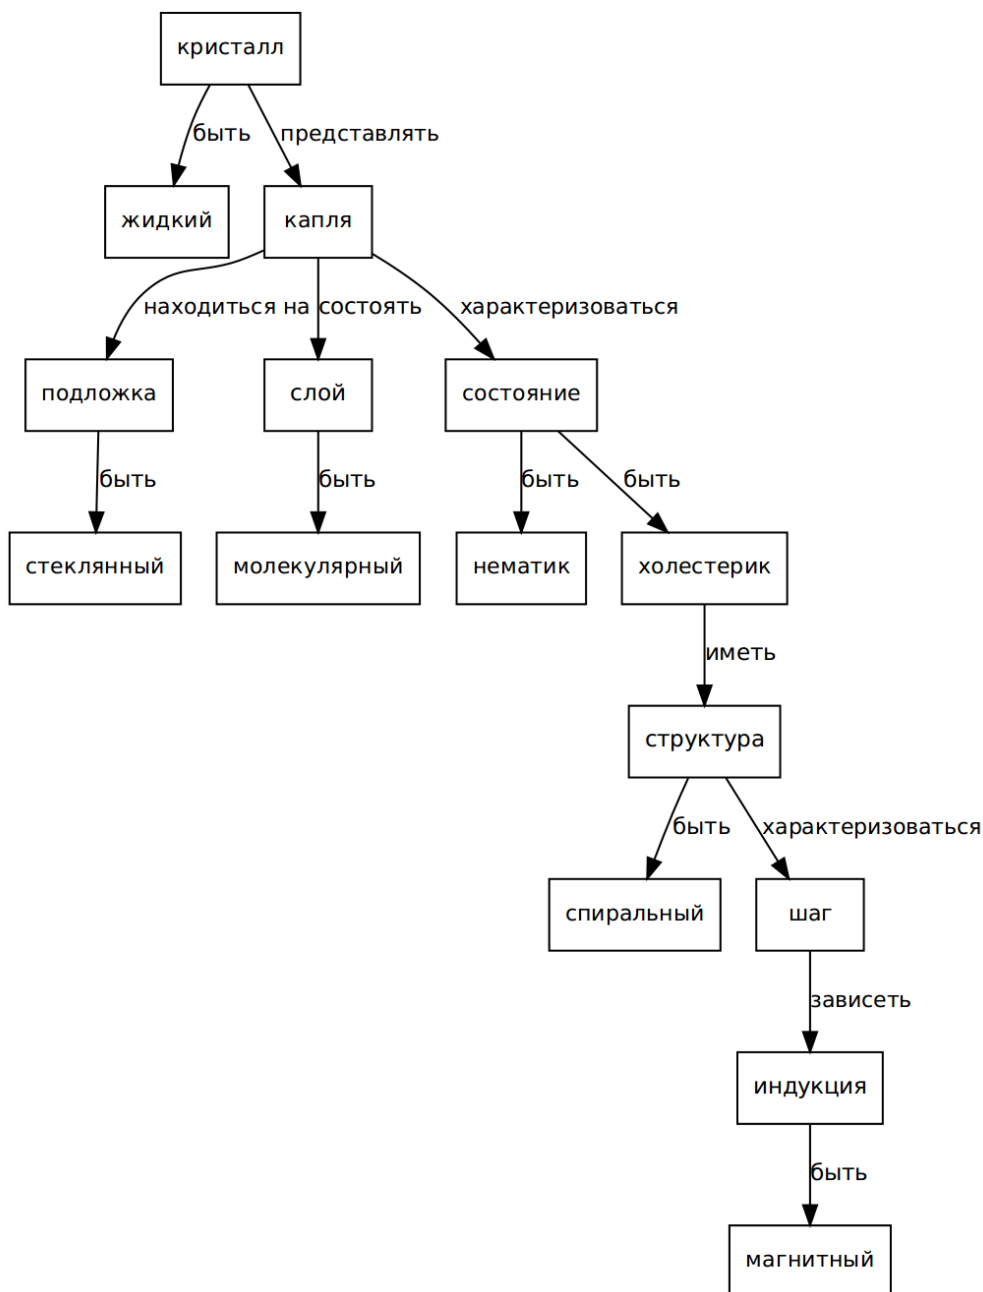 кристалл
быть
представлять
жидкий
капля
находиться на
состоять
характеризоваться
подложка
слой
состояние
быть
быть
быть
быть
стеклянный
молекулярный
нематик
холестерик
иметь
структура
быть
характеризоваться
спиральный
шаг
зависеть
индукция
быть
магнитный